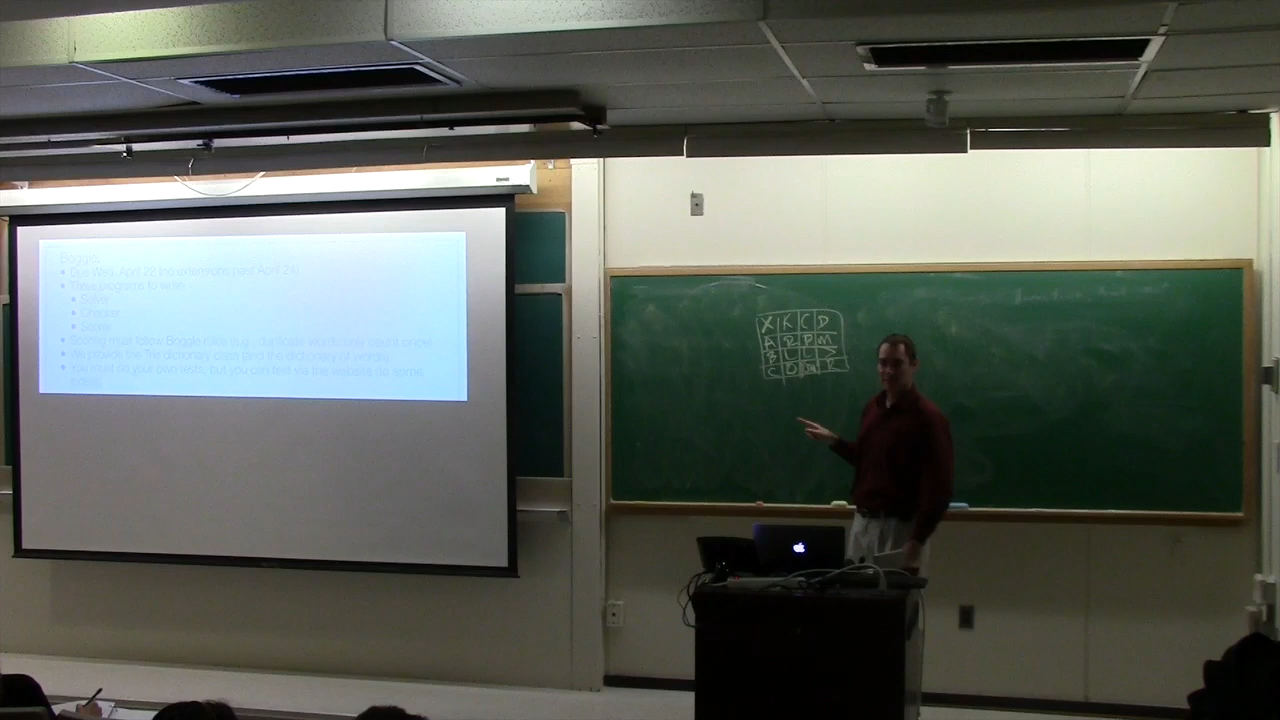 Boggle:
Due Wed, April 22 (no extensions past April 24)
Three programs to write:
Solver
Checker
Scorer
Scoring must follow Boggle rules (e.g., duplicate words only count once)
We provide the Trie dictionary class (and the dictionary of words)
You must do your own tests, but you can test via the website do some
X K C D
A R P M
B L L
C O K